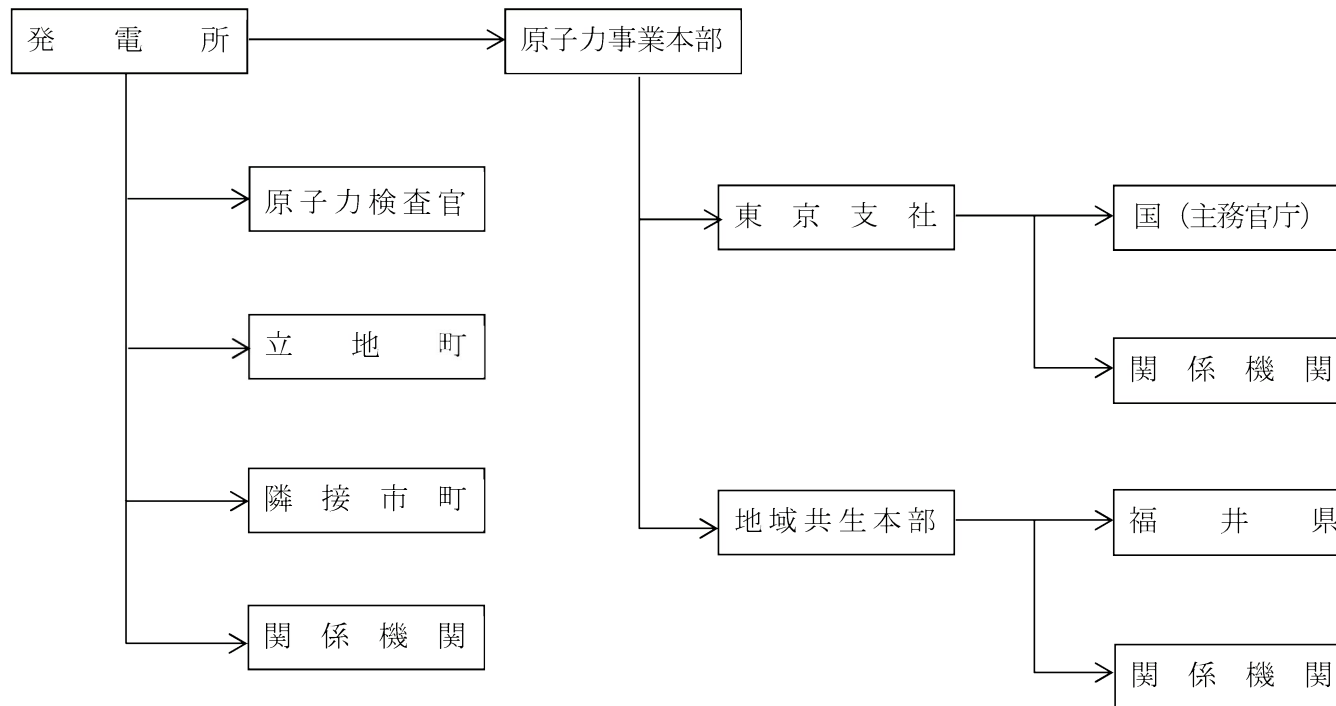 発電所
原子力事業本部
原子力検査官
東京支社
国（主務官庁）
立地町
関係機関
隣接市町
地域共生本部
福井県
関係機関
関係機関